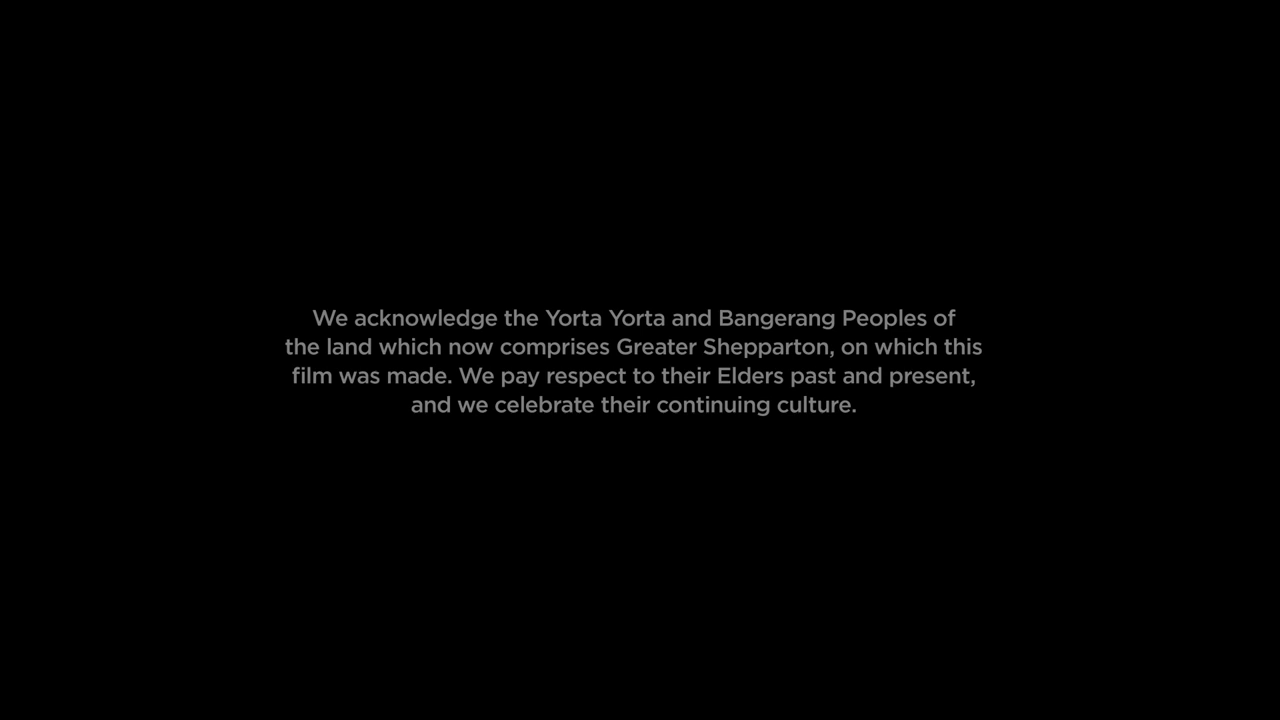 We acknowledge the Yorta Yorta and Bangerang Peoples of
the land which now comprises Greater Shepparton, on which this
film was made. We pay respect to their Elders past and present,
and we celebrate their continuing culture.